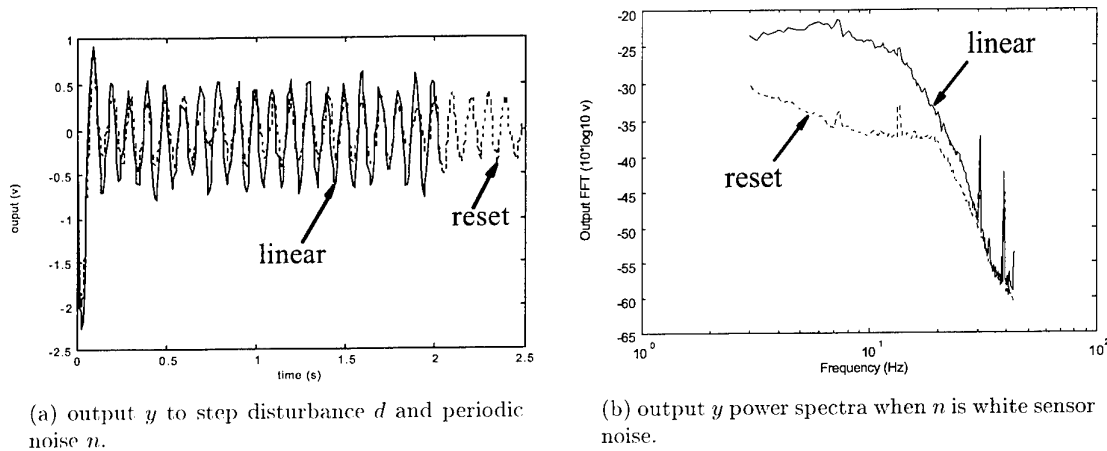 1
0.5
0
-0.5
-1
-1.5
-2
-2.5
ouput (v)
0
0.5
1
1.5
2
2.5
time (s)
linear
reset
(a) output y to step disturbance d and periodic
noise n.
-20
-25
-30
-35
-40
-45
-50
-55
-60
-65
Output FFT (10*log10 v)
10^0
10^1
10^2
Frequency (Hz)
linear
reset
(b) output y power spectra when n is white sensor
noise.